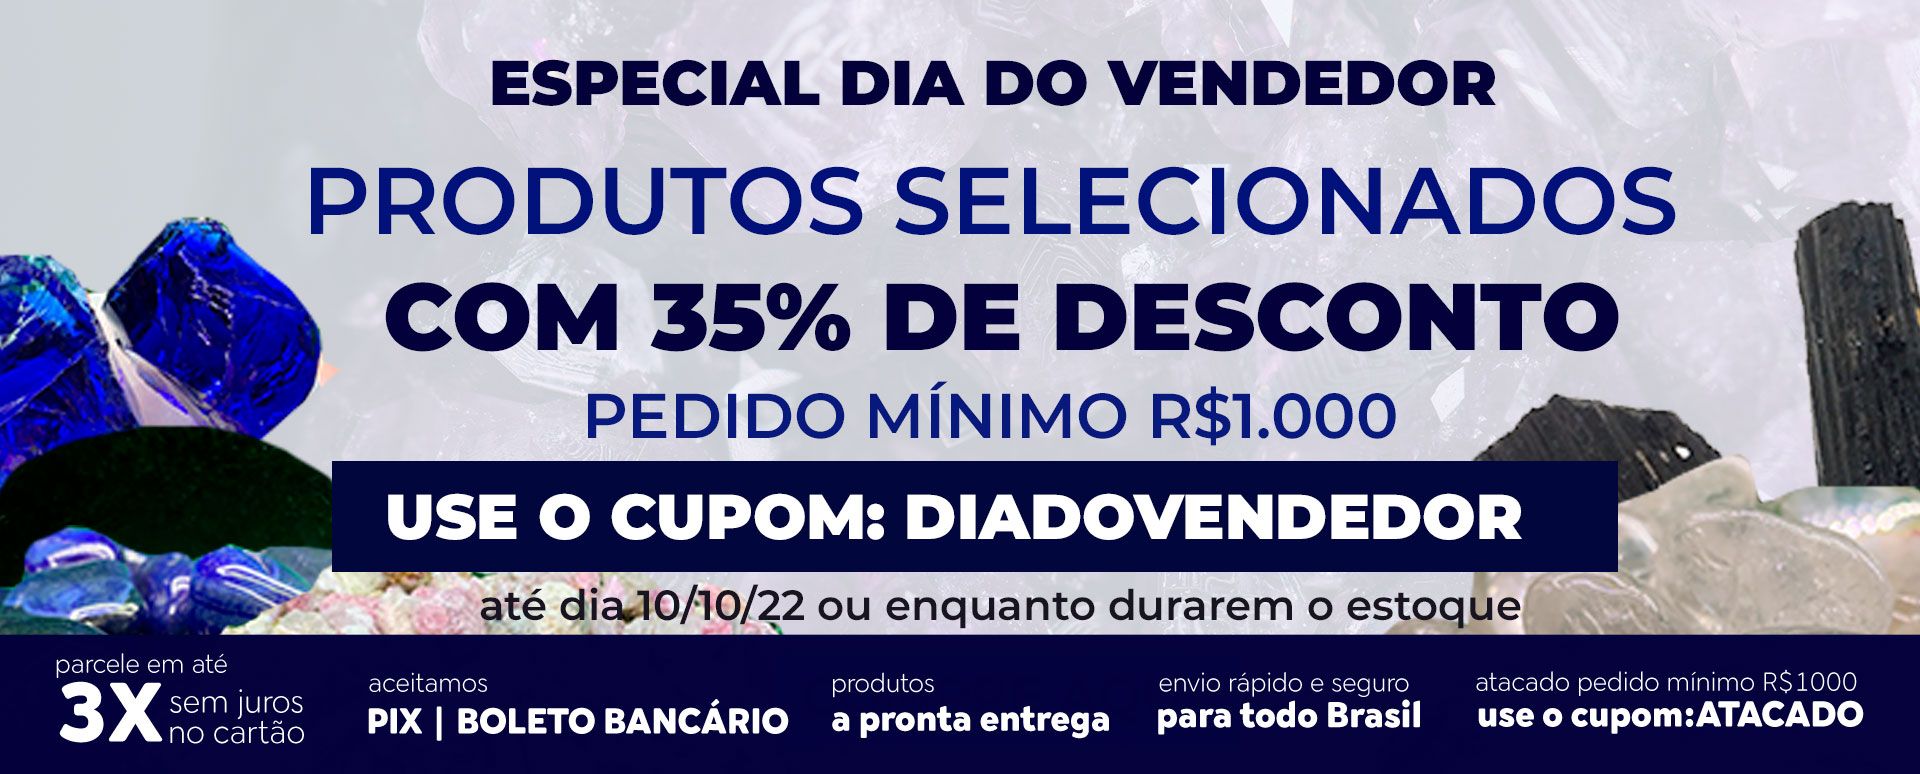 ESPECIAL DIA DO VENDEDOR
PRODUTOS SELECIONADOS
COM 35% DE DESCONTO
PEDIDO MÍNIMO R$1.000
USE O CUPOM: DIADOVENDEDOR
até dia 10/10/22 ou enquanto durarem o estoque
parcele em até
3X sem juros
no cartão
aceitamos
PIX | BOLETO BANCÁRIO
produtos
a pronta entrega
envio rápido e seguro
para todo Brasil
atacado pedido mínimo R$1000
use o cupom:ATACADO